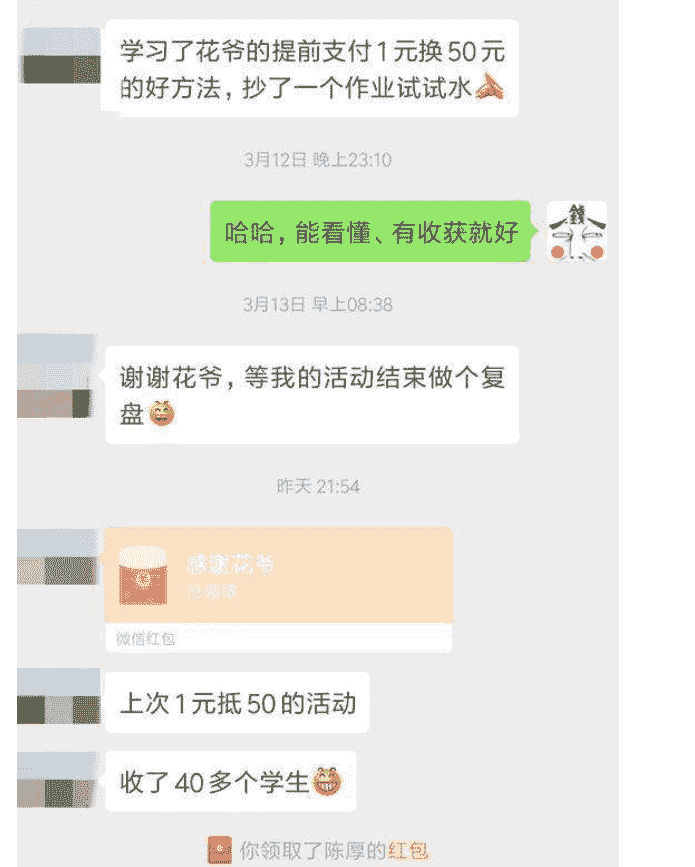 学习了花爷的提前支付1元换50元
的好方法，抄了一个作业试试水
3月12日 晚上23:10
哈哈，能看懂、有收获就好
錢
3月13日 早上08:38
谢谢花爷，等我的活动结束做个复
盘
昨天 21:54
感谢花爷
已领取
微信红包
上次1元抵50的活动
收了40多个学生
你领取了陈厚的红包